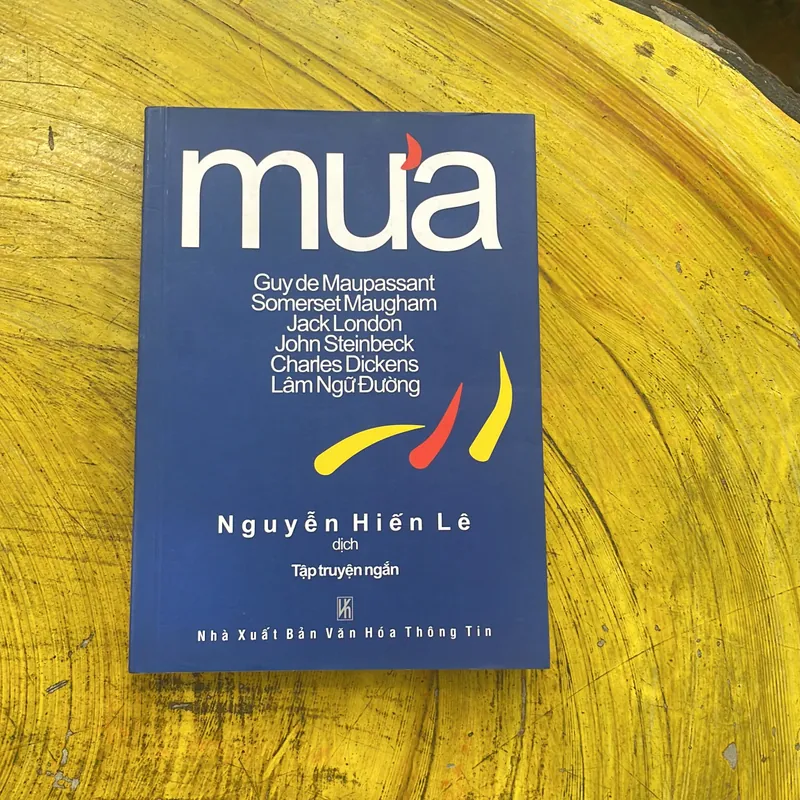 mưa
Guy de Maupassant
Somerset Maugham
Jack London
John Steinbeck
Charles Dickens
Lâm Ngữ Đường
Nguyễn Hiến Lê
dịch
Tập truyện ngắn
Nhà Xuất Bản Văn Hóa Thông Tin